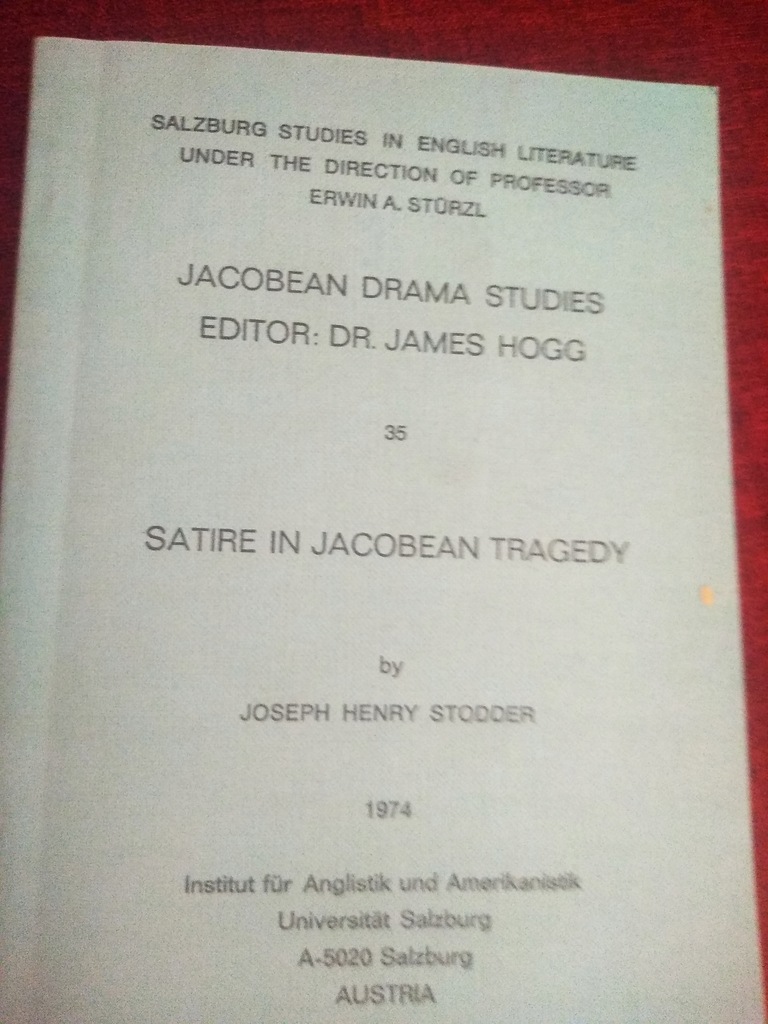 SALZBURG STUDIES IN ENGLISH LITERATURE
UNDER THE DIRECTION OF PROFESSOR
ERWIN A. STÜRZL
JACOBEAN DRAMA STUDIES
EDITOR: DR. JAMES HOGG
35
SATIRE IN JACOBEAN TRAGEDY
by
JOSEPH HENRY STODDER
1974
Institut für Anglistik und Amerikanistik
Universität Salzburg
A-5020 Salzburg
AUSTRIA